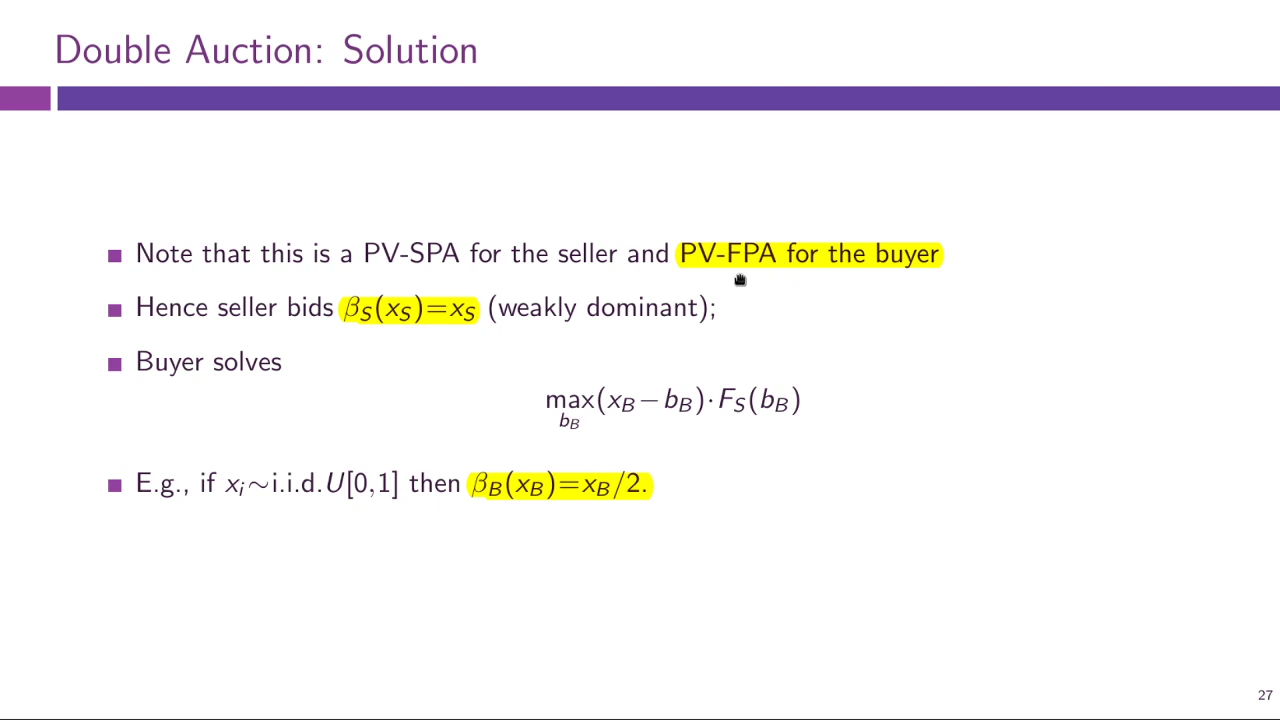 Double Auction: Solution
Note that this is a PV-SPA for the seller and PV-FPA for the buyer
Hence seller bids β_S(x_S)=x_S (weakly dominant);
Buyer solves
max_{b_B}(x_B−b_B)·F_S(b_B)
E.g., if x_i∼i.i.d.U[0,1] then β_B(x_B)=x_B/2.
27